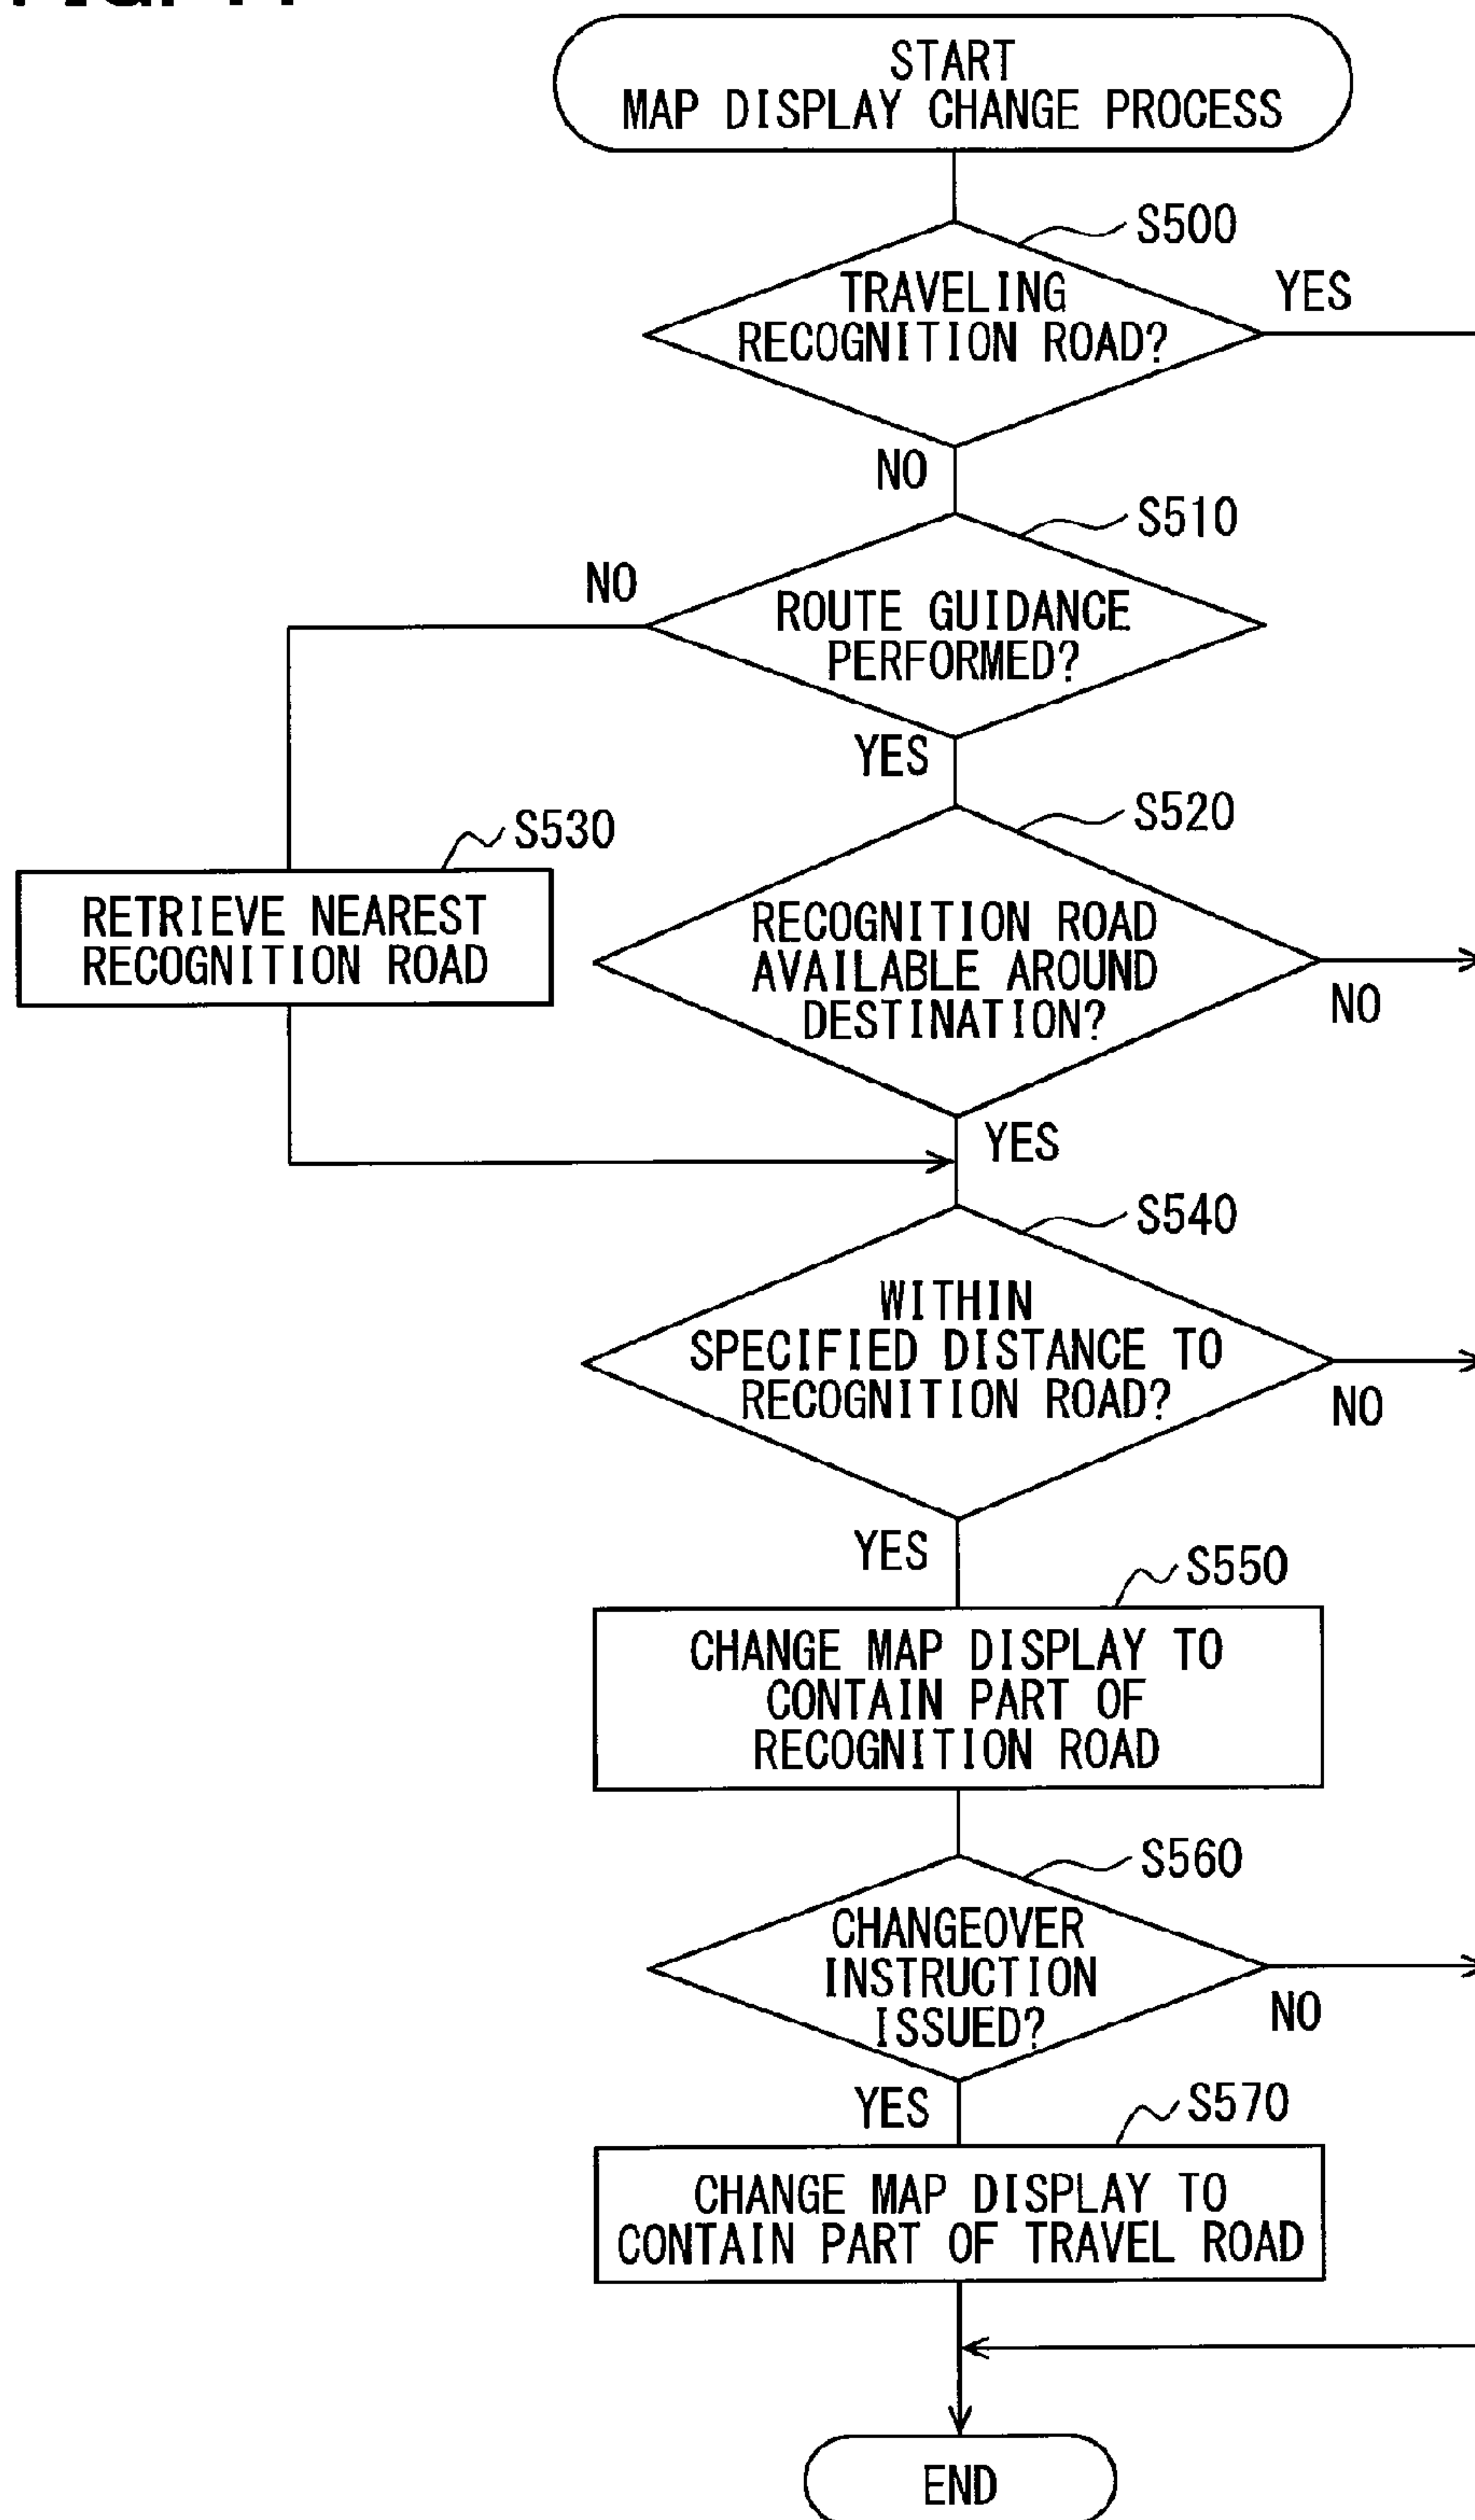 START
MAP DISPLAY CHANGE PROCESS
S500
TRAVELING
RECOGNITION ROAD?
YES
NO
S510
NO
ROUTE GUIDANCE
PERFORMED?
YES
S520
S530
RETRIEVE NEAREST
RECOGNITION ROAD
RECOGNITION ROAD
AVAILABLE AROUND
DESTINATION?
NO
YES
S540
WITHIN
SPECIFIED DISTANCE TO
RECOGNITION ROAD?
NO
YES
S550
CHANGE MAP DISPLAY TO
CONTAIN PART OF
RECOGNITION ROAD
S560
CHANGEOVER
INSTRUCTION
ISSUED?
NO
YES
S570
CHANGE MAP DISPLAY TO
CONTAIN PART OF TRAVEL ROAD
END